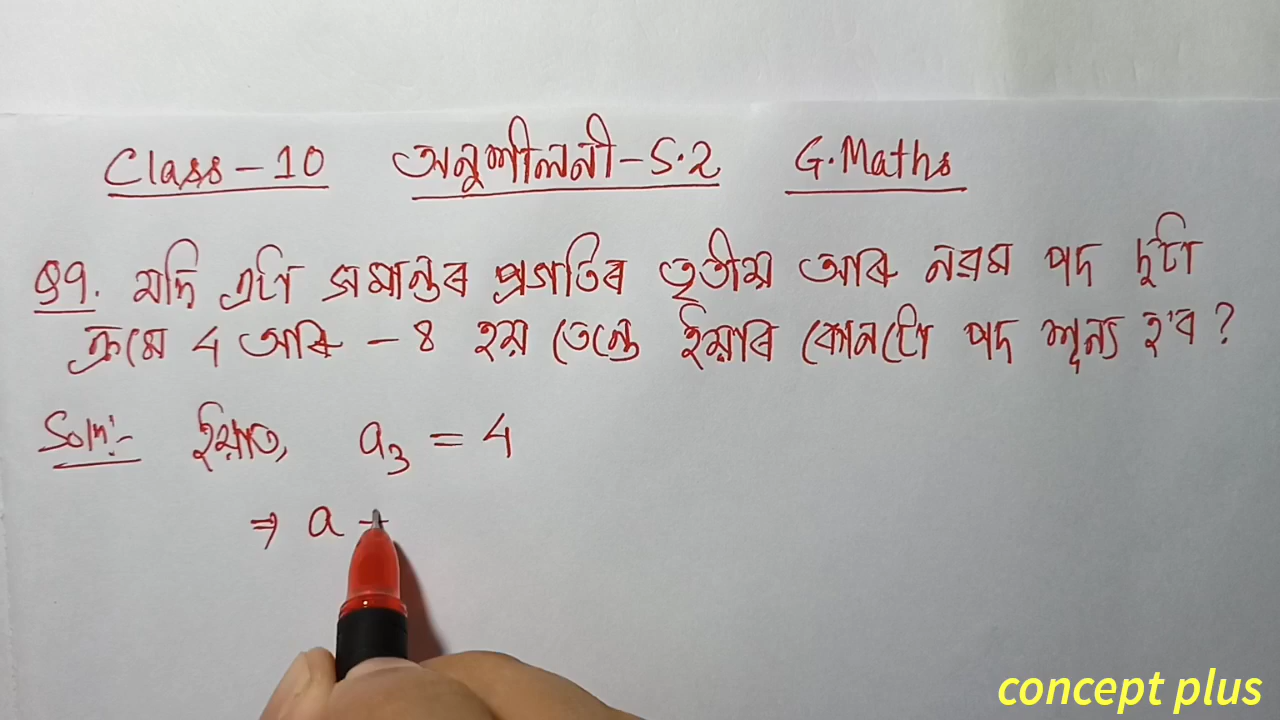 Class-10 অনুশীলনী-5.2 G.Maths
Q9. যদি এটা সমান্তৰ প্ৰগতিৰ তৃতীয় আৰু নৱম পদ দুটা
ক্ৰমে 4 আৰু -8 হয় তেন্তে ইয়াৰ কোনটো পদ শূন্য হ'ব ?
Soln:- ইয়াত, a₃ = 4
⇒ a +
concept plus